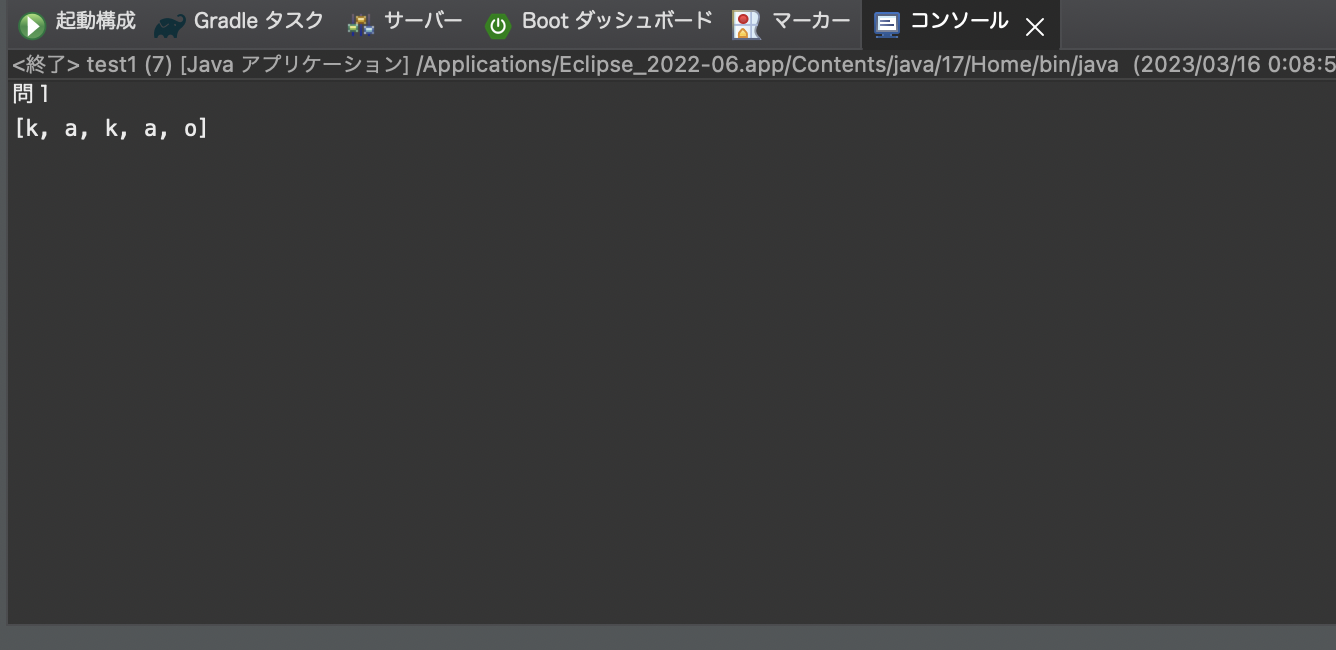 起動構成 Gradle タスク サーバー Boot ダッシュボード マーカー コンソール
<終了> test1 (7) [Java アプリケーション] /Applications/Eclipse_2022-06.app/Contents/java/17/Home/bin/java (2023/03/16 0:08:5
問１
[k, a, k, a, o]